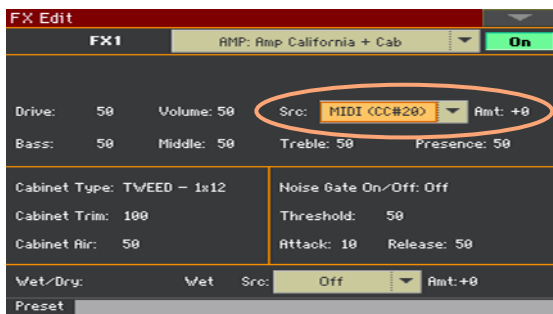 FX Edit
FX1 AMP: Amp California + Cab On
Drive: 50 Volume: 50 Src: MIDI (CC#20) Amt: +0
Bass: 50 Middle: 50 Treble: 50 Presence: 50
Cabinet Type: TWEED - 1x12 Noise Gate On/Off: Off
Cabinet Trim: 100 Threshold: 50
Cabinet Air: 50 Attack: 10 Release: 50
Wet/Dry: Wet Src: Off Amt:+0
Preset